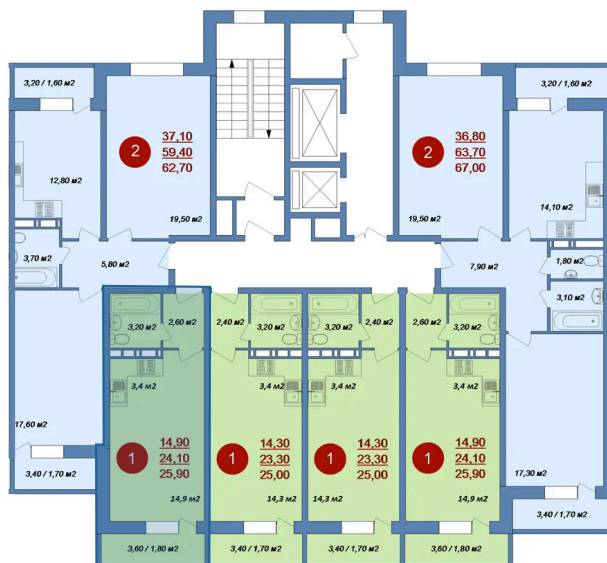 3,20 / 1,60 м2
3,20 / 1,60 м2
2
37,10
59,40
62,70
2
36,80
63,70
67,00
12,80 м2
14,10 м2
19,50 м2
19,50 м2
3,70 м2
5,80 м2
7,90 м2
1,80 м2
3,10 м2
3,20 м2
2,60 м2
2,40 м2
3,20 м2
3,20 м2
2,40 м2
2,60 м2
3,20 м2
3,4 м2
3,4 м2
3,4 м2
3,4 м2
17,60 м2
1
14,90
24,10
25,90
1
14,30
23,30
25,00
1
14,30
23,30
25,00
1
14,90
24,10
25,90
17,30 м2
3,40 / 1,70 м2
14,9 м2
14,3 м2
14,3 м2
14,9 м2
3,40 / 1,70 м2
3,60 / 1,80 м2
3,40 / 1,70 м2
3,40 / 1,70 м2
3,60 / 1,80 м2